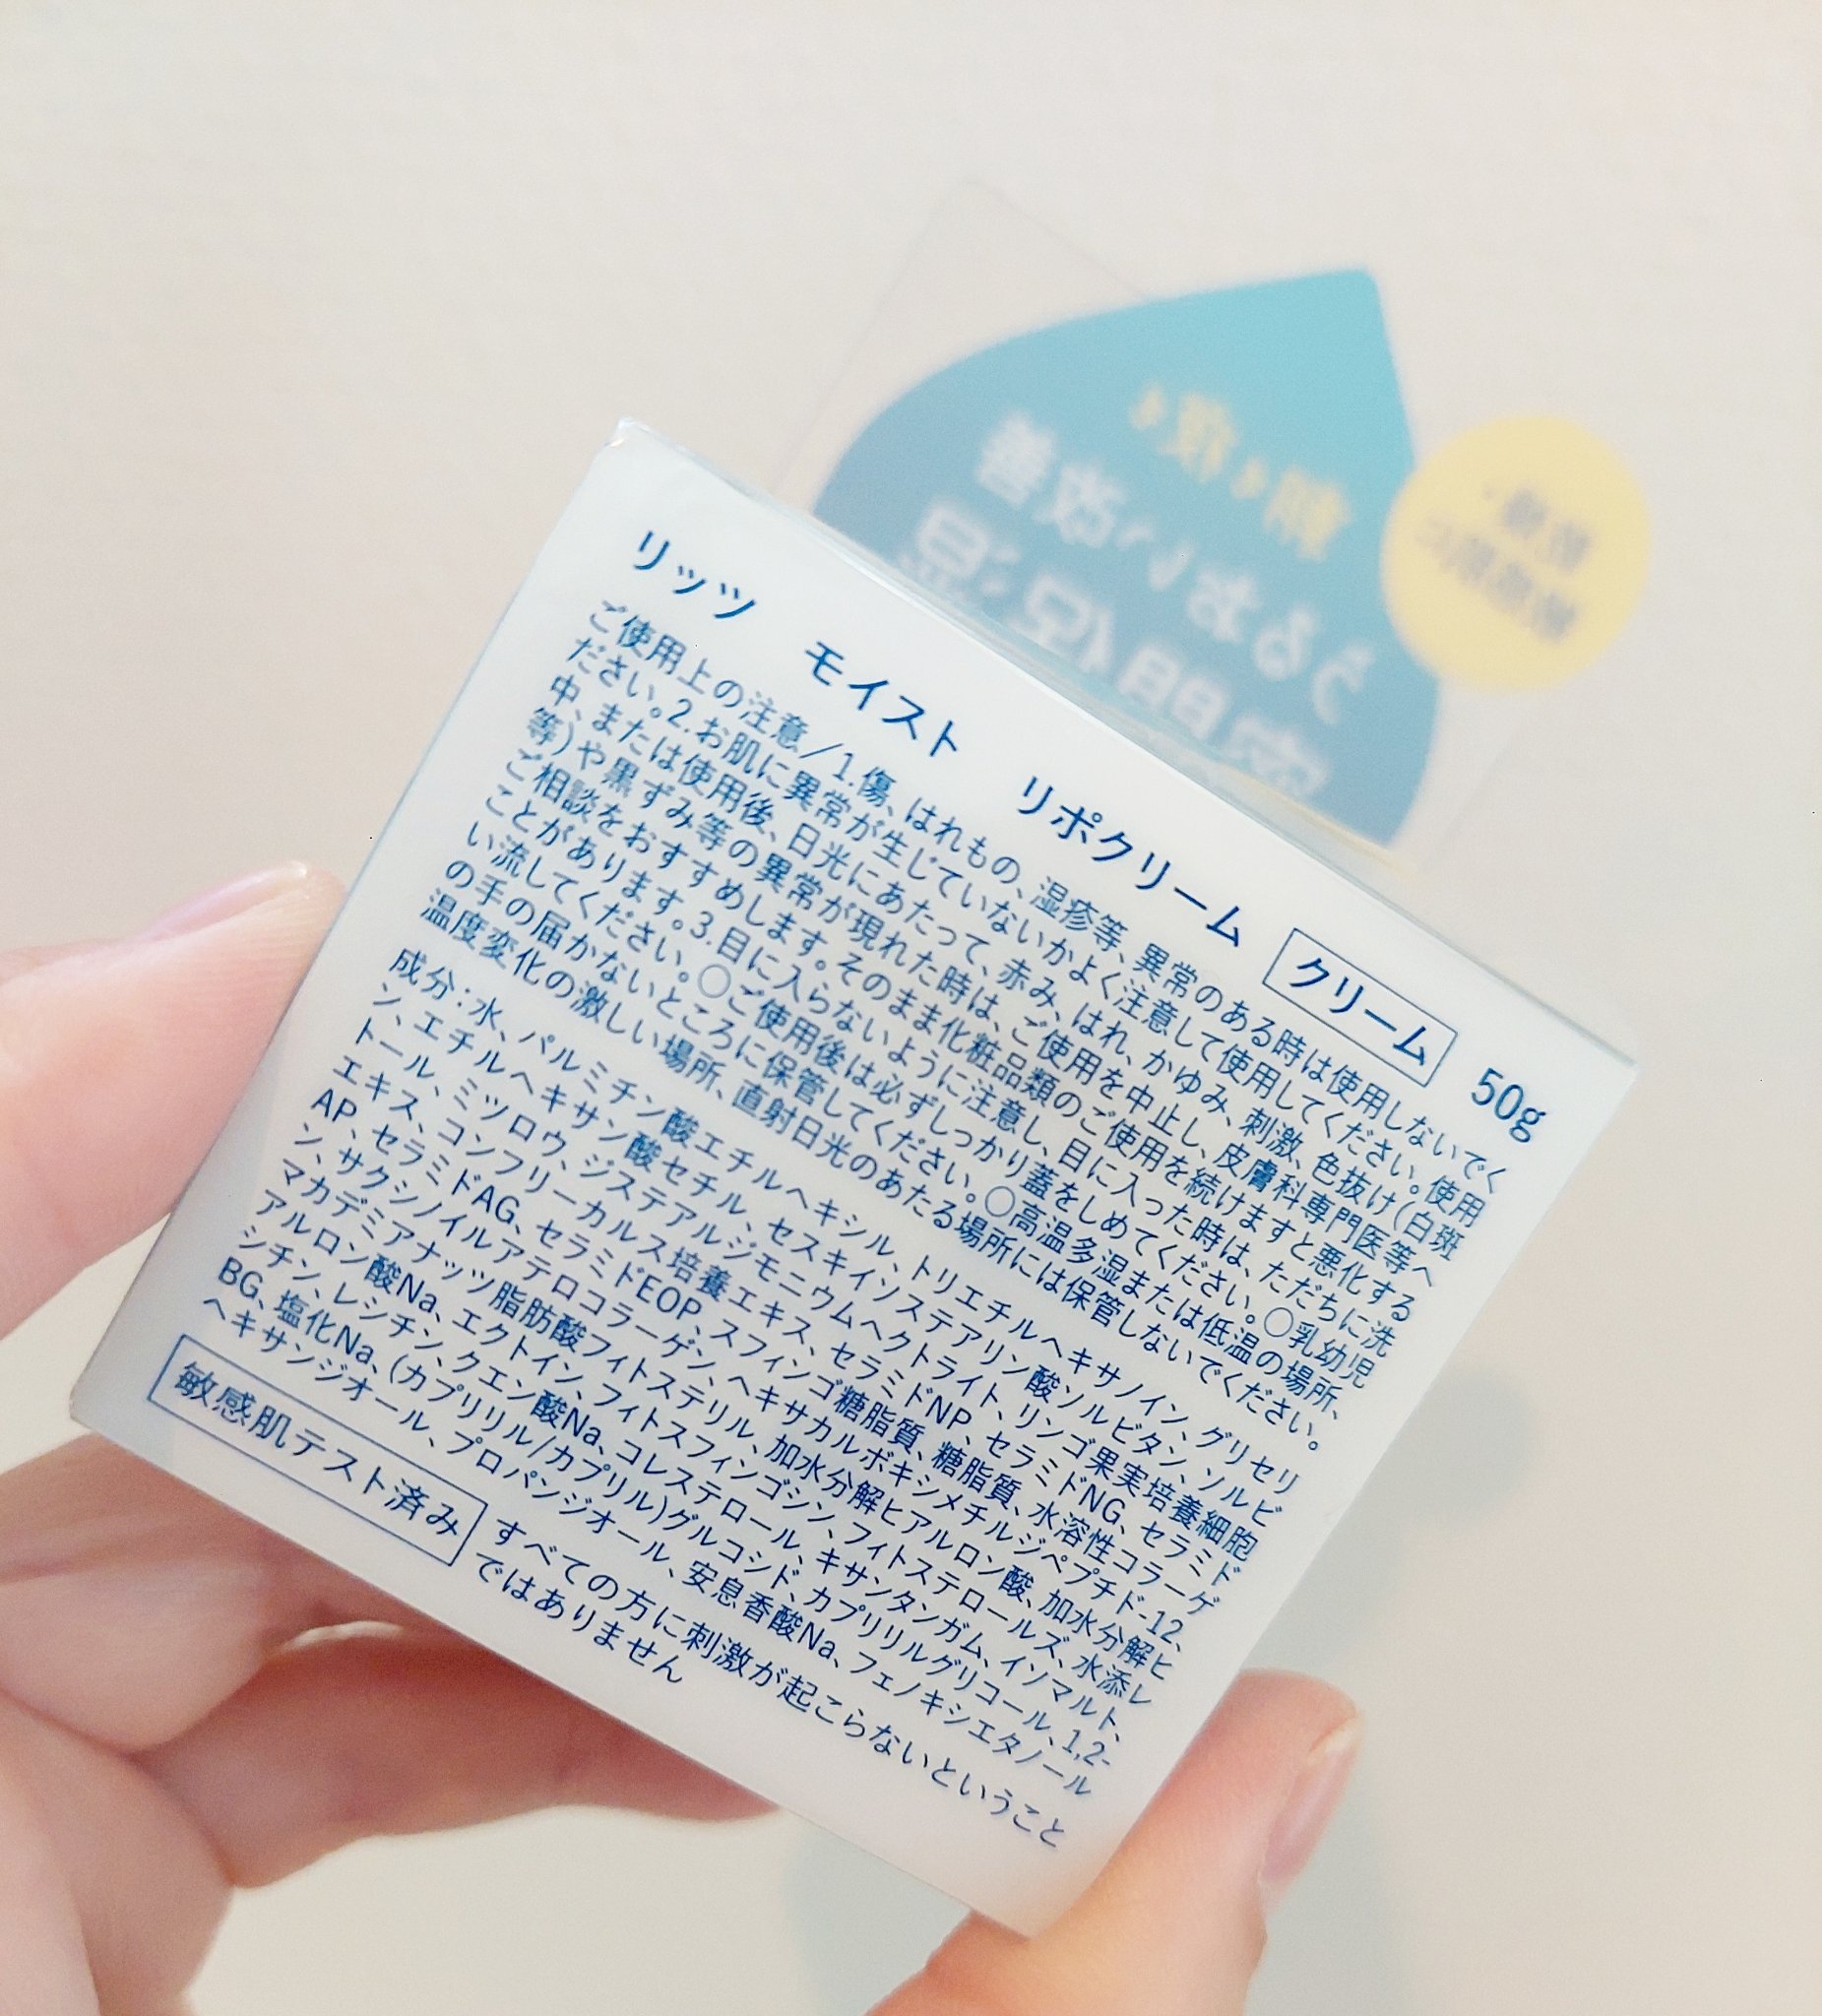 朝も夜も
うるおい改善
密閉保湿
敏感
リッツ モイスト リポクリーム クリーム 50g
ご使用上の注意/1.傷、はれもの、湿疹等、異常のある時は使用しないでく
ださい。2.お肌に異常が生じていないかよく注意して使用してください。使用
中、または使用後、日光にあたって、赤み、はれ、かゆみ、刺激、色抜け(白斑
等)や黒ずみ等の異常が現れた時は、ご使用を中止し、皮膚科専門医等へ
ご相談をおすすめします。そのまま化粧品類のご使用を続けますと悪化する
ことがあります。3.目に入らないように注意し、目に入った時は、ただちに洗
い流してください。○ご使用後は必ずしっかり蓋をしめてください。○乳幼児
の手の届かないところに保管してください。○高温多湿または低温の場所、
温度変化の激しい場所、直射日光のあたる場所には保管しないでください。
成分:水、パルミチン酸エチルヘキシル、トリエチルヘキサノイン、グリセリ
ン、エチルヘキサン酸セチル、セスキイソステアリン酸ソルビタン、ソルビ
トール、ミツロウ、ジステアルジモニウムヘクトライト、リンゴ果実培養細胞
エキス、コンフリーカルス培養エキス、セラミドNP、セラミドNG、セラミド
AP、セラミドAG、セラミドEOP、スフィンゴ糖脂質、糖脂質、水溶性コラーゲ
ン、サクシノイルアテロコラーゲン、ヘキサカルボキシメチルジペプチド-12、
マカデミアナッツ脂肪酸フィトステリル、加水分解ヒアルロン酸、加水分解ヒ
アルロン酸Na、エクトイン、フィトスフィンゴシン、フィトステロールズ、水添レ
シチン、レシチン、クエン酸Na、コレステロール、キサンタンガム、イソマルト、
BG、塩化Na、(カプリリル/カプリル)グルコシド、カプリリルグリコール、1,2-
ヘキサンジオール、プロパンジオール、安息香酸Na、フェノキシエタノール
敏感肌テスト済み すべての方に刺激が起こらないということ
ではありません